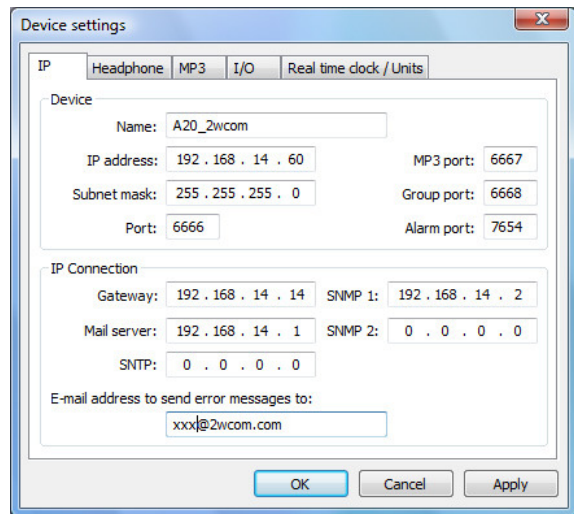 Device settings
IP Headphone MP3 I/O Real time clock / Units
Device
Name: A20_2wcom
IP address: 192 . 168 . 14 . 60 MP3 port: 6667
Subnet mask: 255 . 255 . 255 . 0 Group port: 6668
Port: 6666 Alarm port: 7654
IP Connection
Gateway: 192 . 168 . 14 . 14 SNMP 1: 192 . 168 . 14 . 2
Mail server: 192 . 168 . 14 . 1 SNMP 2: 0 . 0 . 0 . 0
SNTP: 0 . 0 . 0 . 0
E-mail address to send error messages to:
xxx@2wcom.com
OK Cancel Apply